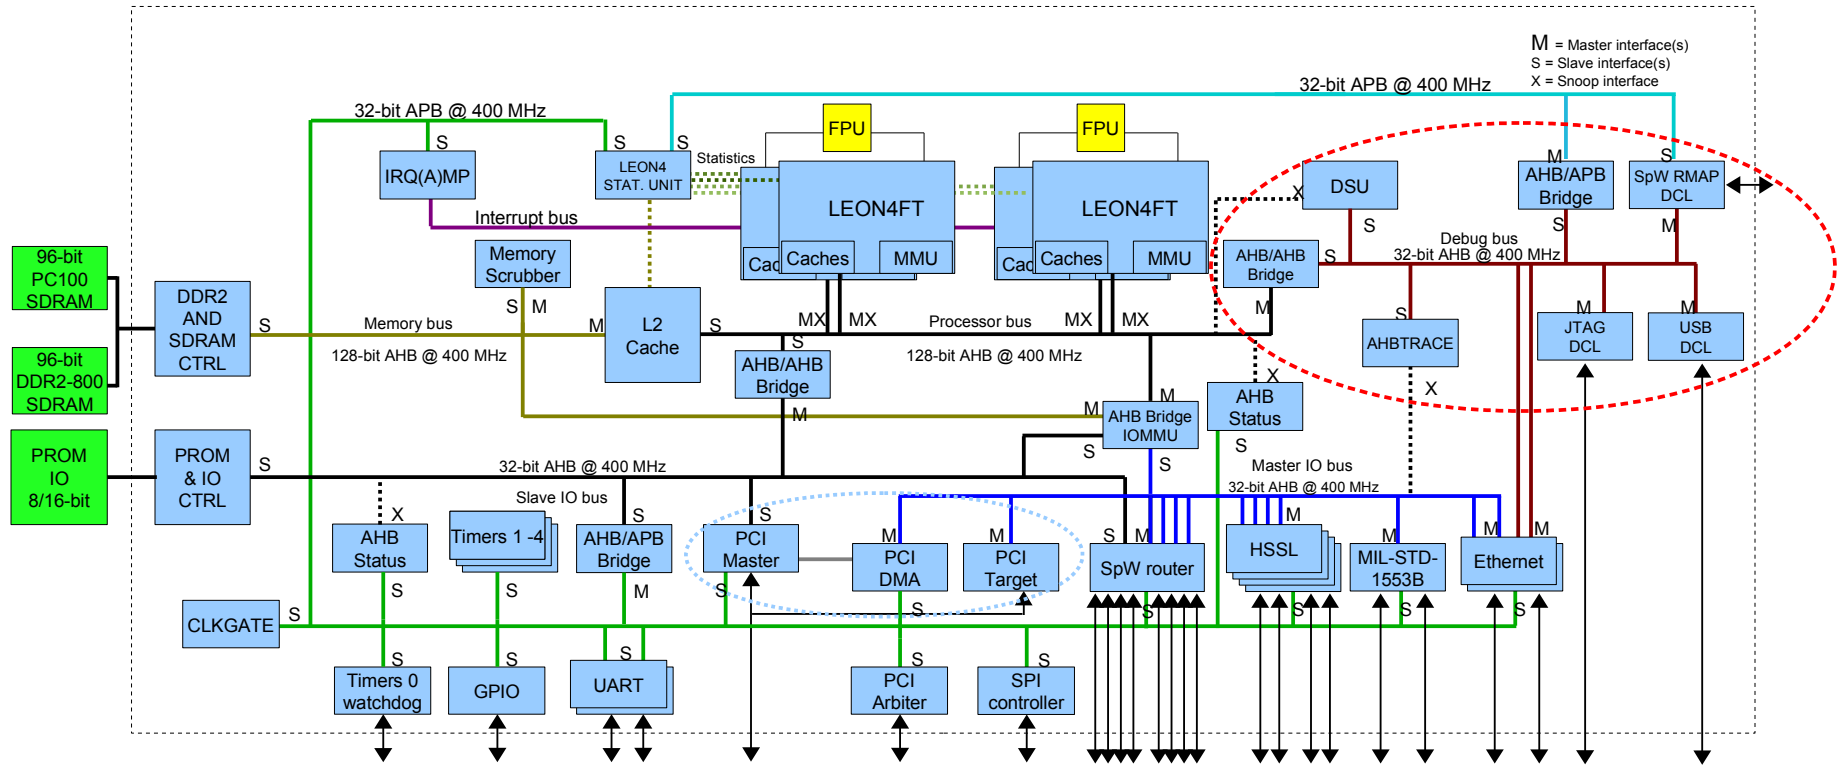 M = Master interface(s)
S = Slave interface(s)
X = Snoop interface
32-bit APB @ 400 MHz
32-bit APB @ 400 MHz
FPU
FPU
S
S
S
Statistics
IRQ(A)MP
LEON4
STAT. UNIT
LEON4FT
LEON4FT
X
DSU
M
AHB/APB
Bridge
S
SpW RMAP
DCL
Interrupt bus
S
S
M
Debug bus
32-bit AHB @ 400 MHz
Memory
Scrubber
Cac
Caches
MMU
Cac
Caches
MMU
AHB/AHB
Bridge
S
96-bit
PC100
SDRAM
DDR2
AND
SDRAM
CTRL
S
S
M
M
L2
Cache
S
MX
MX
MX
MX
M
S
M
M
Memory bus
Processor bus
128-bit AHB @ 400 MHz
128-bit AHB @ 400 MHz
AHBTRACE
JTAG
DCL
USB
DCL
S
AHB/AHB
Bridge
M
96-bit
DDR2-800
SDRAM
M
M
AHB Bridge
IOMMU
S
S
X
AHB
Status
S
X
PROM
IO
8/16-bit
PROM
& IO
CTRL
S
32-bit AHB @ 400 MHz
Slave IO bus
Master IO bus
32-bit AHB @ 400 MHz
X
AHB
Status
S
Timers 1 -4
S
S
AHB/APB
Bridge
M
S
PCI
Master
S
M
PCI
DMA
S
M
PCI
Target
S
M
SpW router
S
M
HSSL
S
M
MIL-STD-
1553B
S
M
M
Ethernet
S
CLKGATE
S
S
Timers 0
watchdog
S
GPIO
S
UART
S
PCI
Arbiter
S
SPI
controller